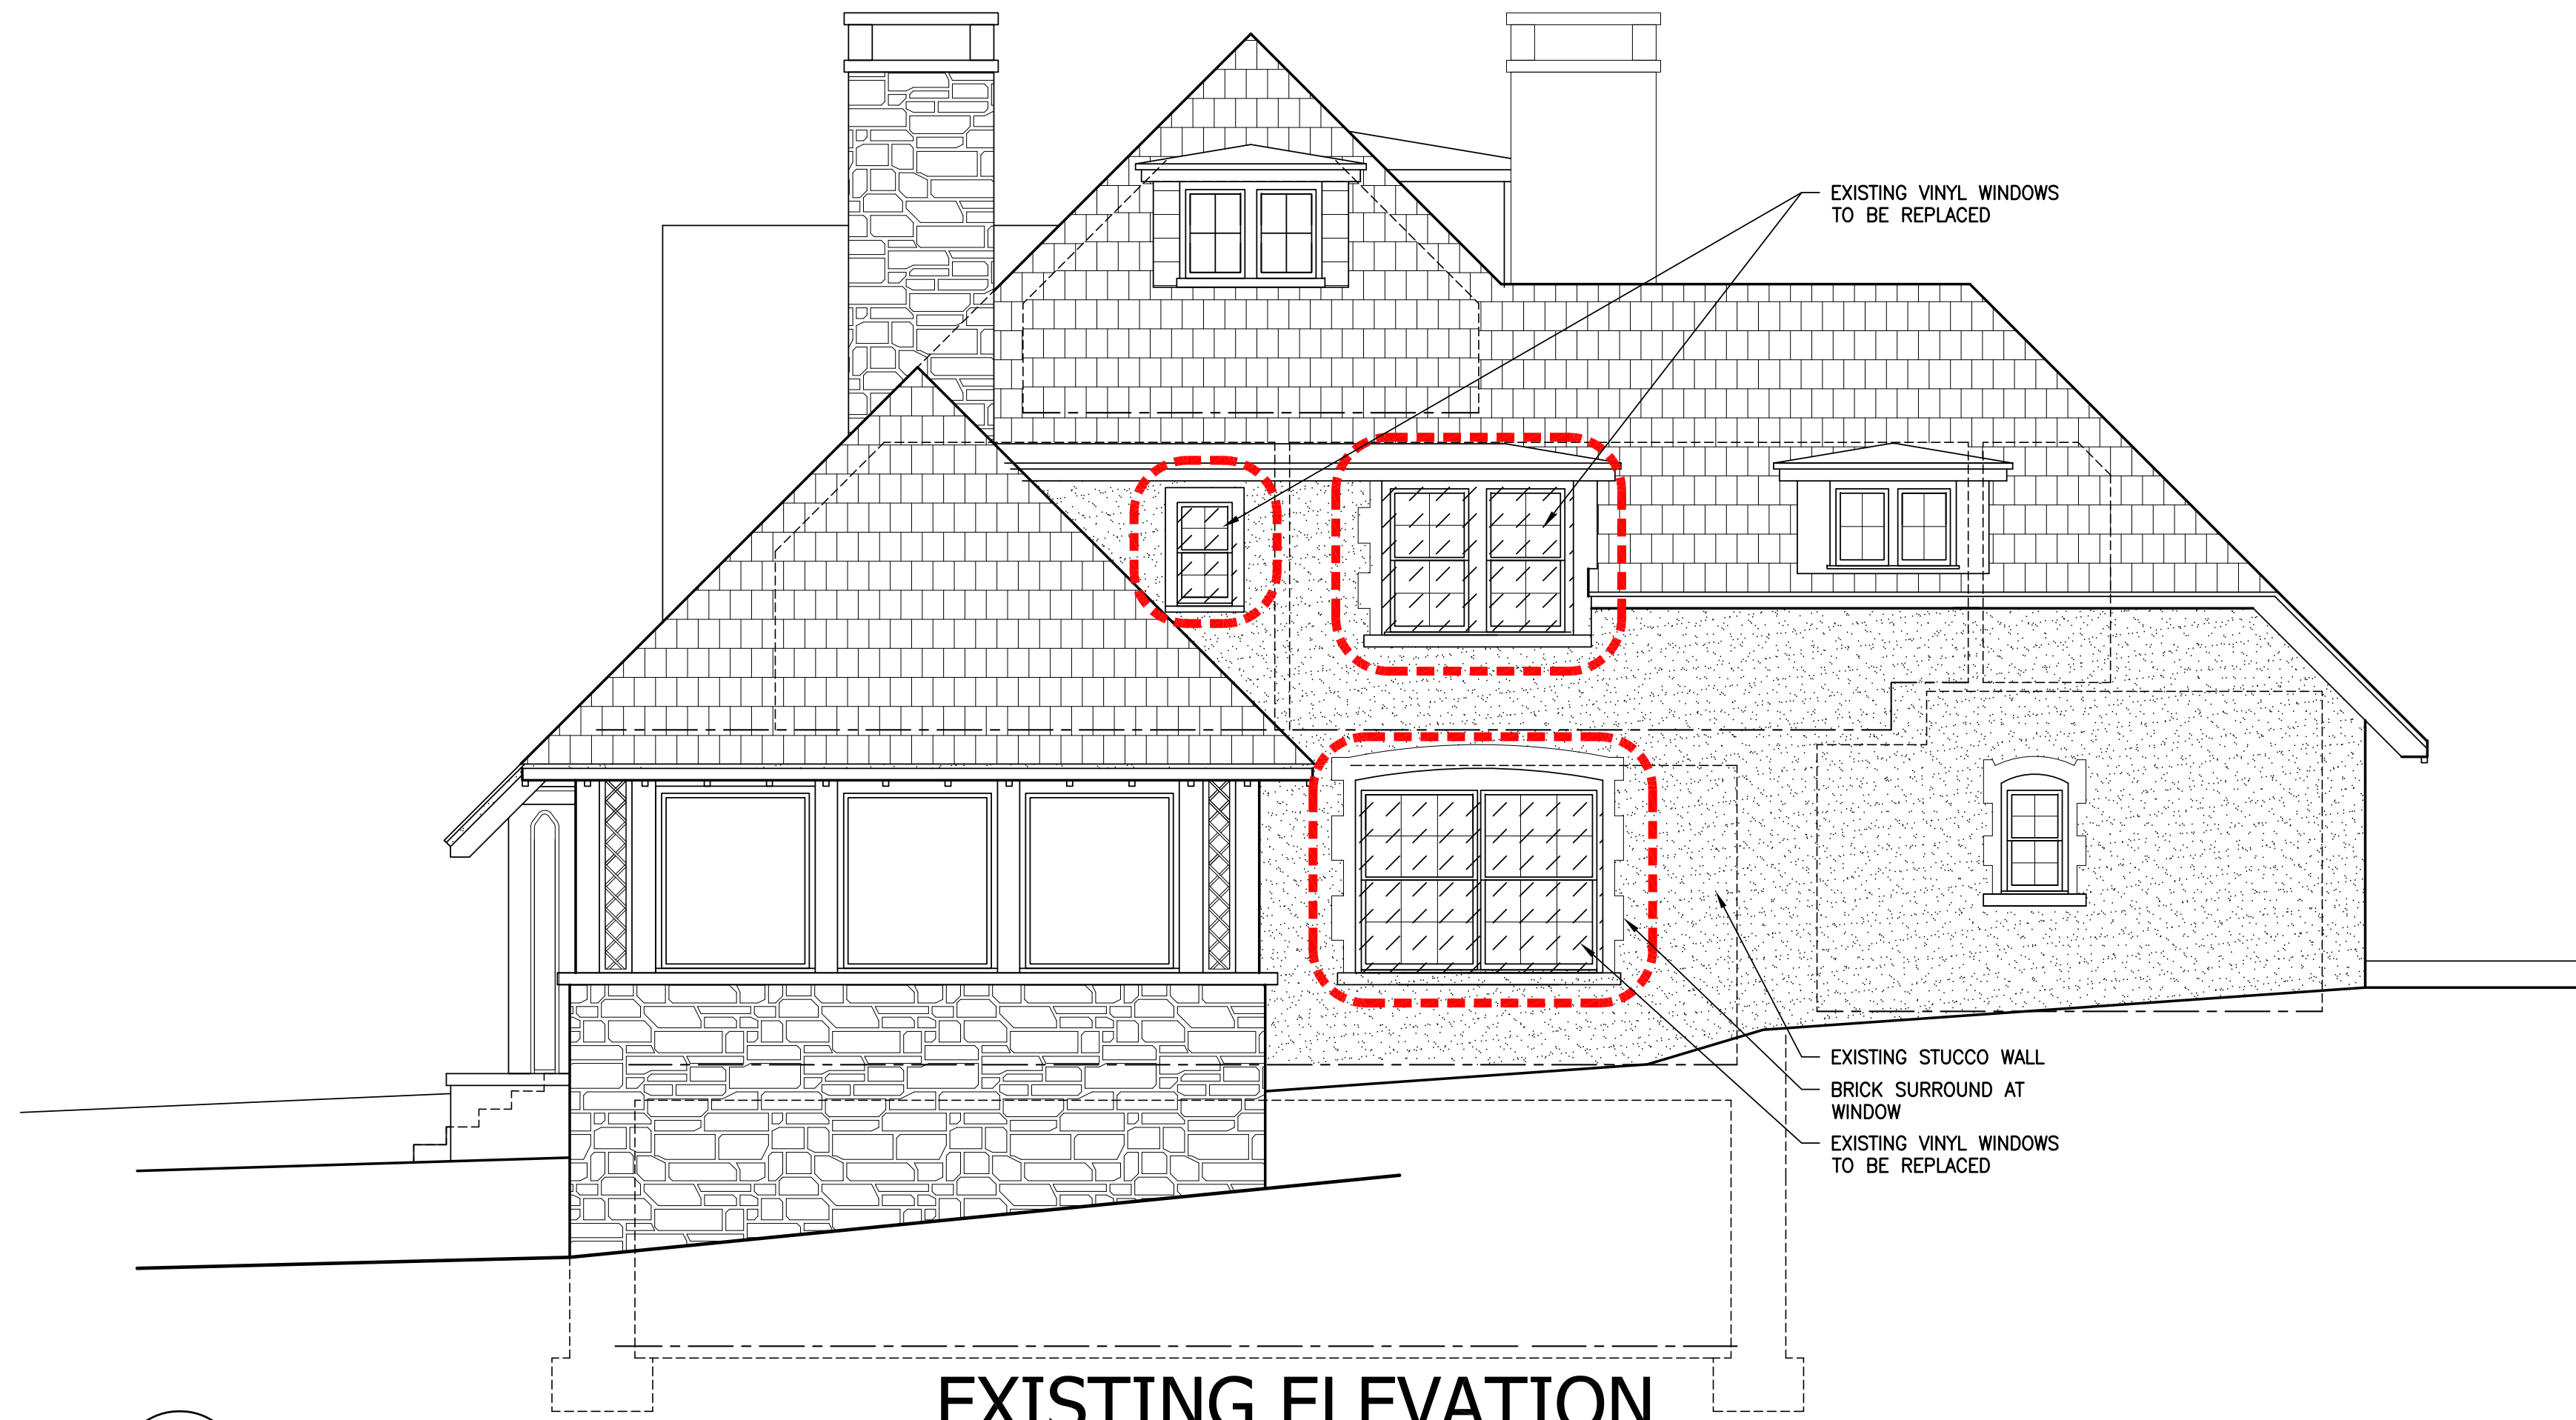 EXISTING VINYL WINDOWS
TO BE REPLACED
EXISTING STUCCO WALL
BRICK SURROUND AT
WINDOW
EXISTING VINYL WINDOWS
TO BE REPLACED
EXISTING ELEVATION